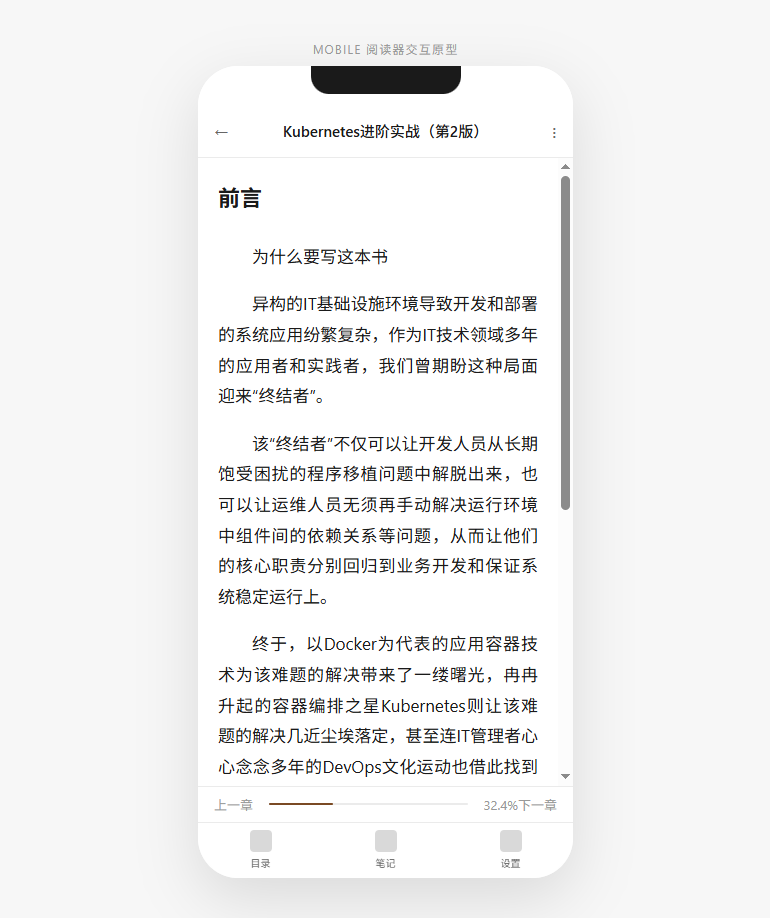 MOBILE 阅读器交互原型
← Kubernetes进阶实战（第2版） ⋮
前言
为什么要写这本书
异构的IT基础设施环境导致开发和部署
的系统应用纷繁复杂，作为IT技术领域多年
的应用者和实践者，我们曾期盼这种局面
迎来“终结者”。
该“终结者”不仅可以让开发人员从长期
饱受困扰的程序移植问题中解脱出来，也
可以让运维人员无须再手动解决运行环境
中组件间的依赖关系等问题，从而让他们
的核心职责分别回归到业务开发和保证系
统稳定运行上。
终于，以Docker为代表的应用容器技
术为该难题的解决带来了一缕曙光，冉冉
升起的容器编排之星Kubernetes则让该难
题的解决几近尘埃落定，甚至连IT管理者心
心念念多年的DevOps文化运动也借此找到
上一章 32.4%下一章
目录 笔记 设置